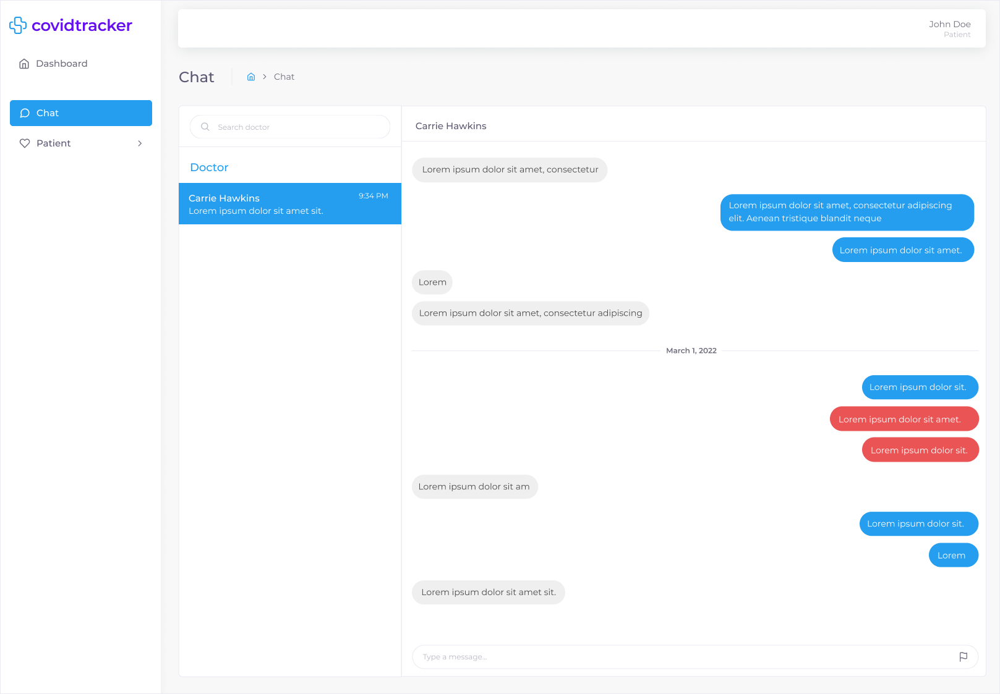 covidtracker
Dashboard
Chat
Patient
John Doe
Patient
Chat
Chat
Search doctor
Doctor
Carrie Hawkins
9:34 PM
Lorem ipsum dolor sit amet sit.
Carrie Hawkins
Lorem ipsum dolor sit amet, consectetur
Lorem ipsum dolor sit amet, consectetur adipiscing
elit. Aenean tristique blandit neque
Lorem ipsum dolor sit amet.
Lorem
Lorem ipsum dolor sit amet, consectetur adipiscing
March 1, 2022
Lorem ipsum dolor sit.
Lorem ipsum dolor sit amet.
Lorem ipsum dolor sit.
Lorem ipsum dolor sit am
Lorem ipsum dolor sit.
Lorem
Lorem ipsum dolor sit amet sit.
Type a message...